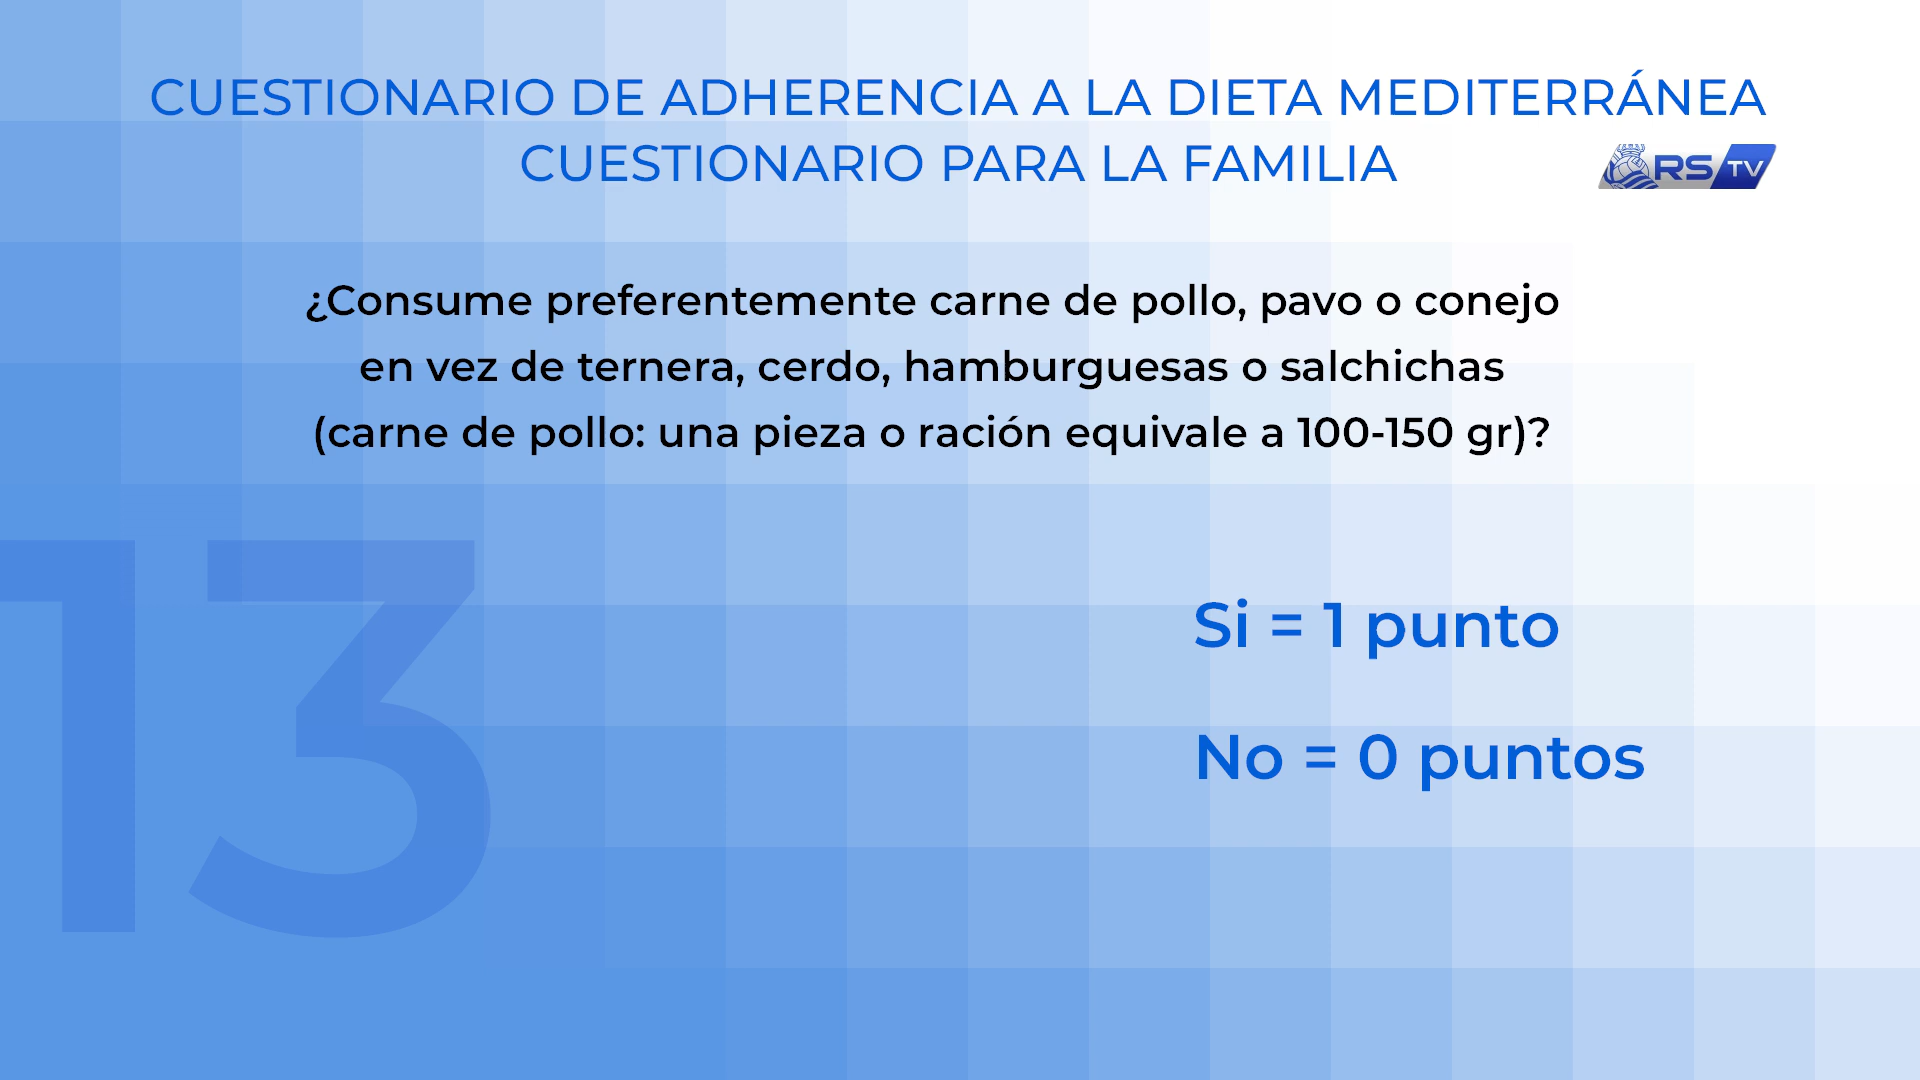 CUESTIONARIO DE ADHERENCIA A LA DIETA MEDITERRÁNEA
CUESTIONARIO PARA LA FAMILIA
RS TV
¿Consume preferentemente carne de pollo, pavo o conejo
en vez de ternera, cerdo, hamburguesas o salchichas
(carne de pollo: una pieza o ración equivale a 100-150 gr)?
13
Si = 1 punto
No = 0 puntos